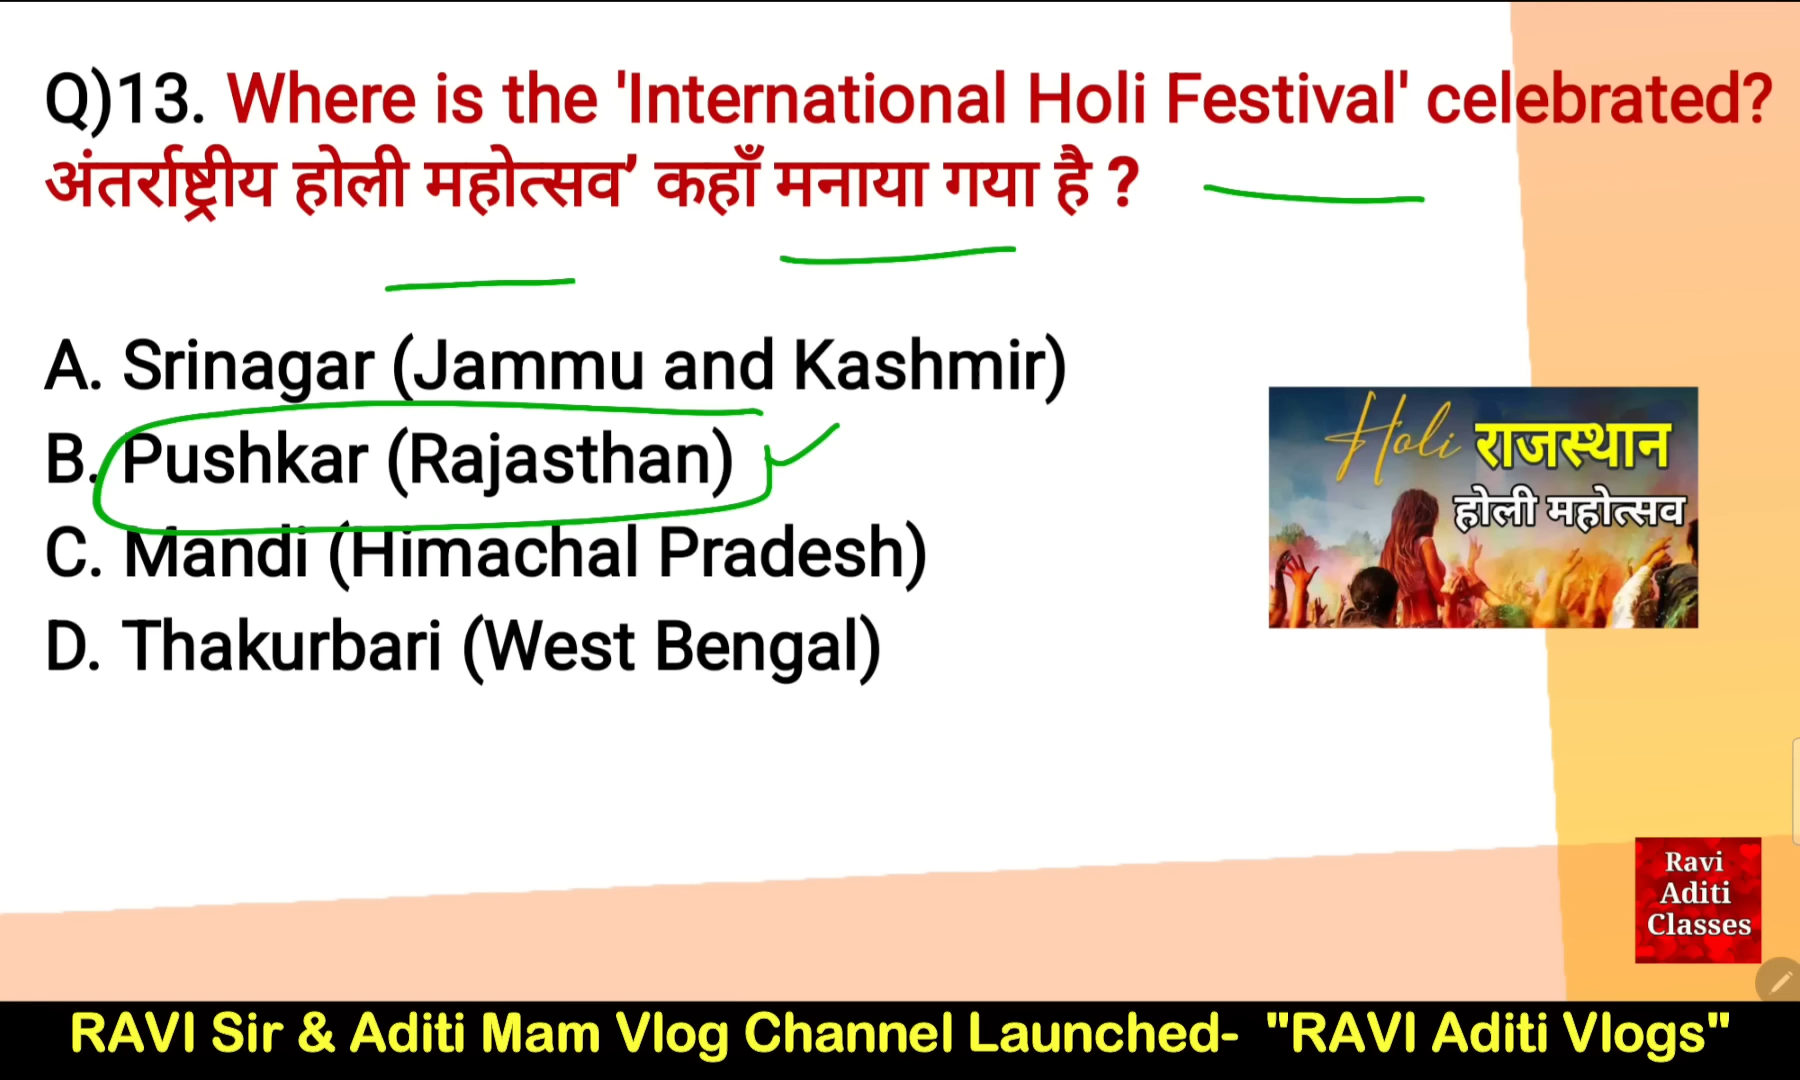 Q)13. Where is the 'International Holi Festival' celebrated?
अंतर्राष्ट्रीय होली महोत्सव’ कहाँ मनाया गया है ?
A. Srinagar (Jammu and Kashmir)
B. Pushkar (Rajasthan)
C. Mandi (Himachal Pradesh)
D. Thakurbari (West Bengal)
Holi राजस्थान
होली महोत्सव
Ravi
Aditi
Classes
RAVI Sir & Aditi Mam Vlog Channel Launched- "RAVI Aditi Vlogs"